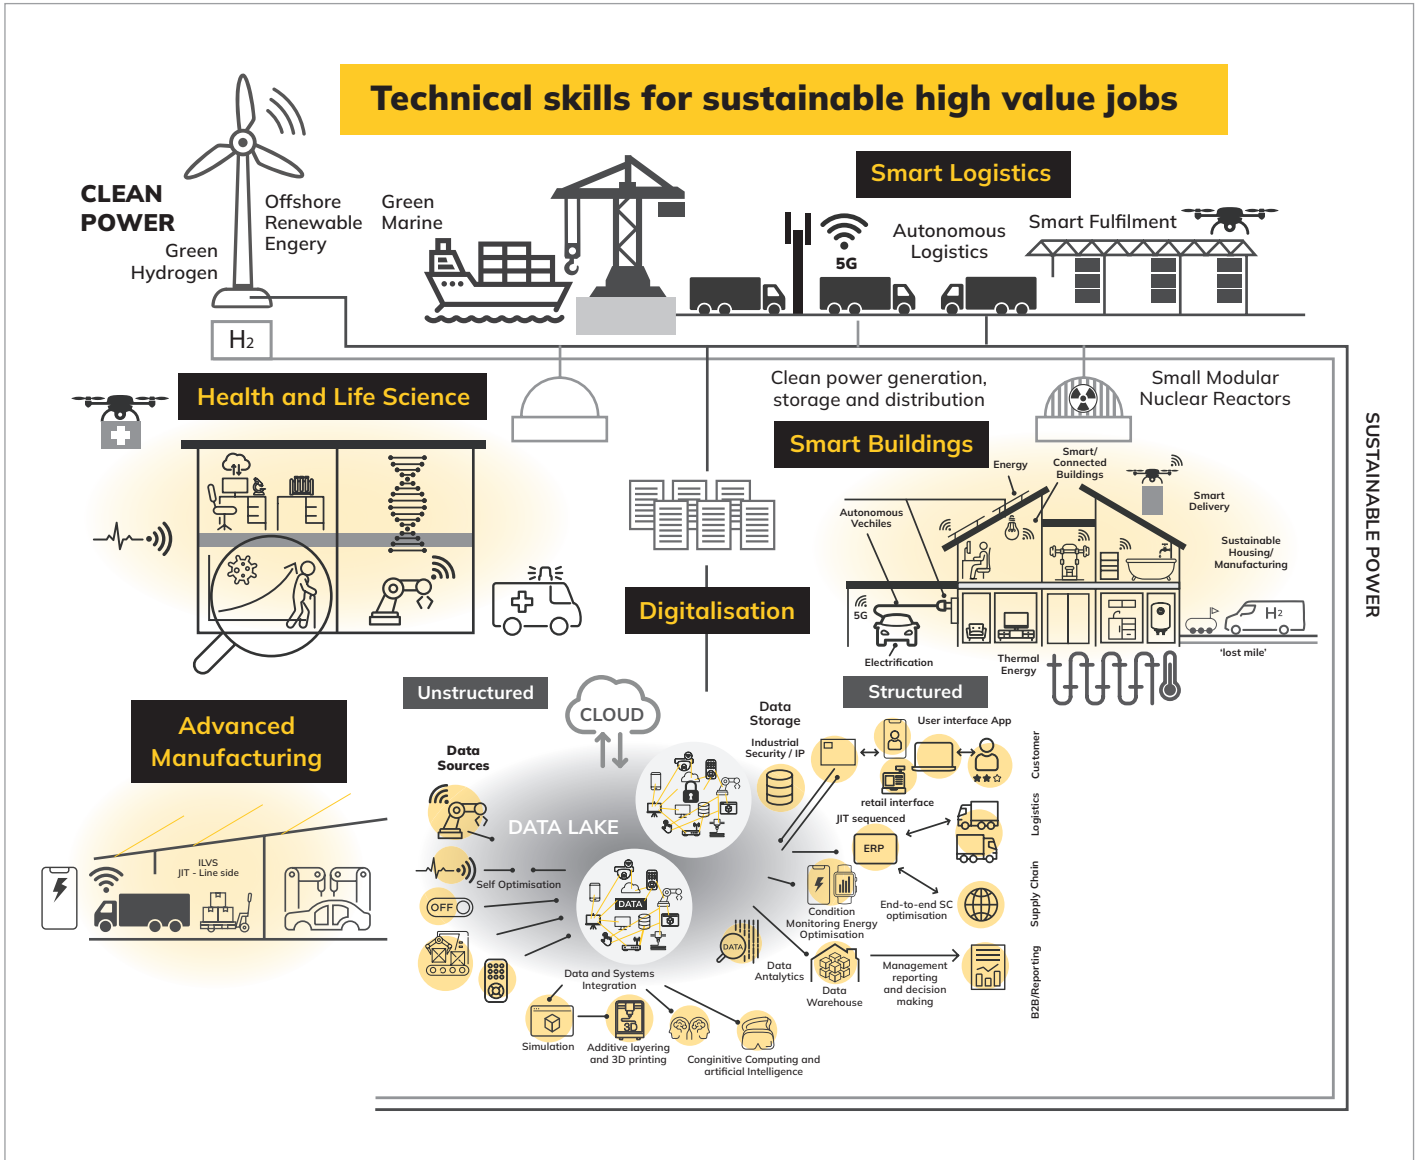 Technical skills for sustainable high value jobs
CLEAN
POWER
Green
Hydrogen
Offshore
Renewable
Engery
Green
Marine
H2
Smart Logistics
5G
Autonomous
Logistics
Smart Fulfilment
Health and Life Science
Clean power generation,
storage and distribution
Small Modular
Nuclear Reactors
SUSTAINABLE POWER
Smart Buildings
Energy
Smart/
Connected
Buildings
Smart
Delivery
Autonomous
Vechiles
Sustainable
Housing/
Manufacturing
5G
H2
'lost mile'
Electrification
Thermal
Energy
Digitalisation
Advanced
Manufacturing
ILVS
JIT - Line side
Unstructured
CLOUD
Data
Storage
Structured
Data
Sources
Industrial
Security / IP
User interface App
retail interface
Customer
DATA LAKE
JIT sequenced
ERP
Logistics
Self Optimisation
OFF
DATA
Condition
Monitoring Energy
Optimisation
End-to-end SC
optimisation
Supply Chain
DATA
Data
Antalytics
Data
Warehouse
Management
reporting
and decision
making
B2B/Reporting
Data and Systems
Integration
Simulation
3D
Additive layering
and 3D printing
Conginitive Computing and
artificial Intelligence